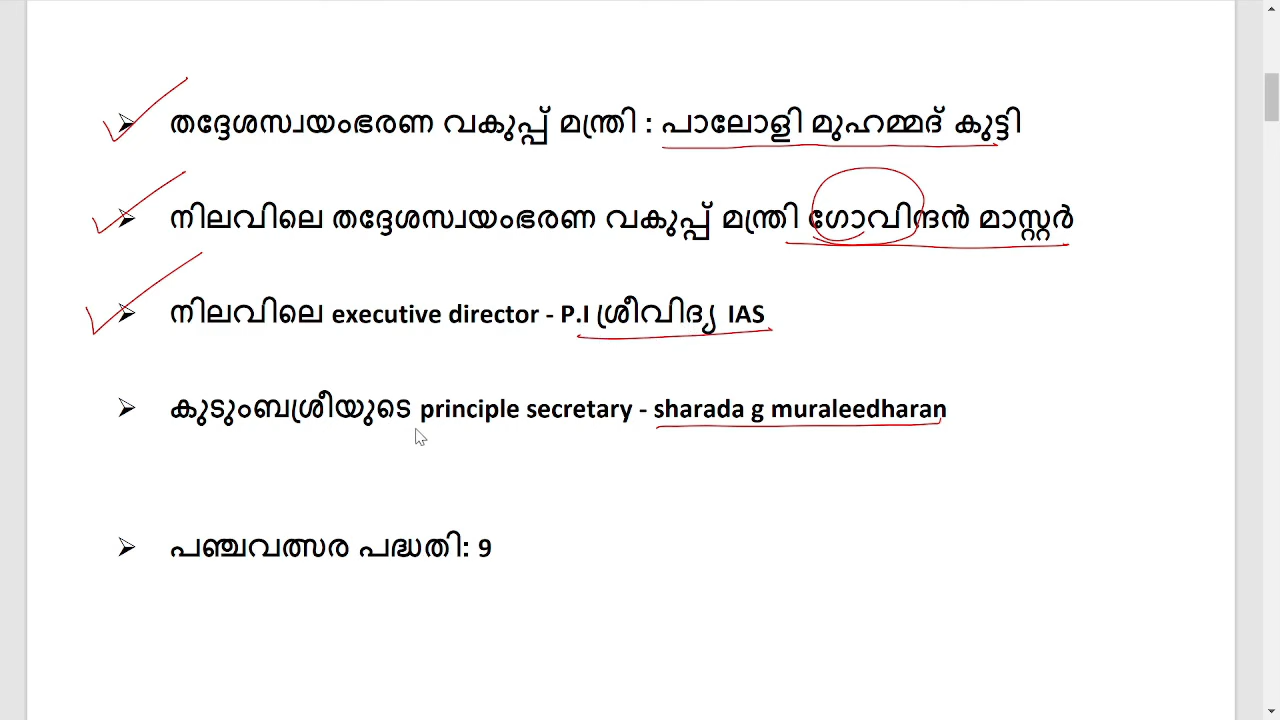 തദ്ദേശസ്വയംഭരണ വകുപ്പ് മന്ത്രി : പാലോളി മുഹമ്മദ് കുട്ടി
നിലവിലെ തദ്ദേശസ്വയംഭരണ വകുപ്പ് മന്ത്രി ഗോവിന്ദൻ മാസ്റ്റർ
നിലവിലെ executive director - P.I ശ്രീവിദ്യ IAS
കുടുംബശ്രീയുടെ principle secretary - sharada g muraleedharan
പഞ്ചവത്സര പദ്ധതി: 9